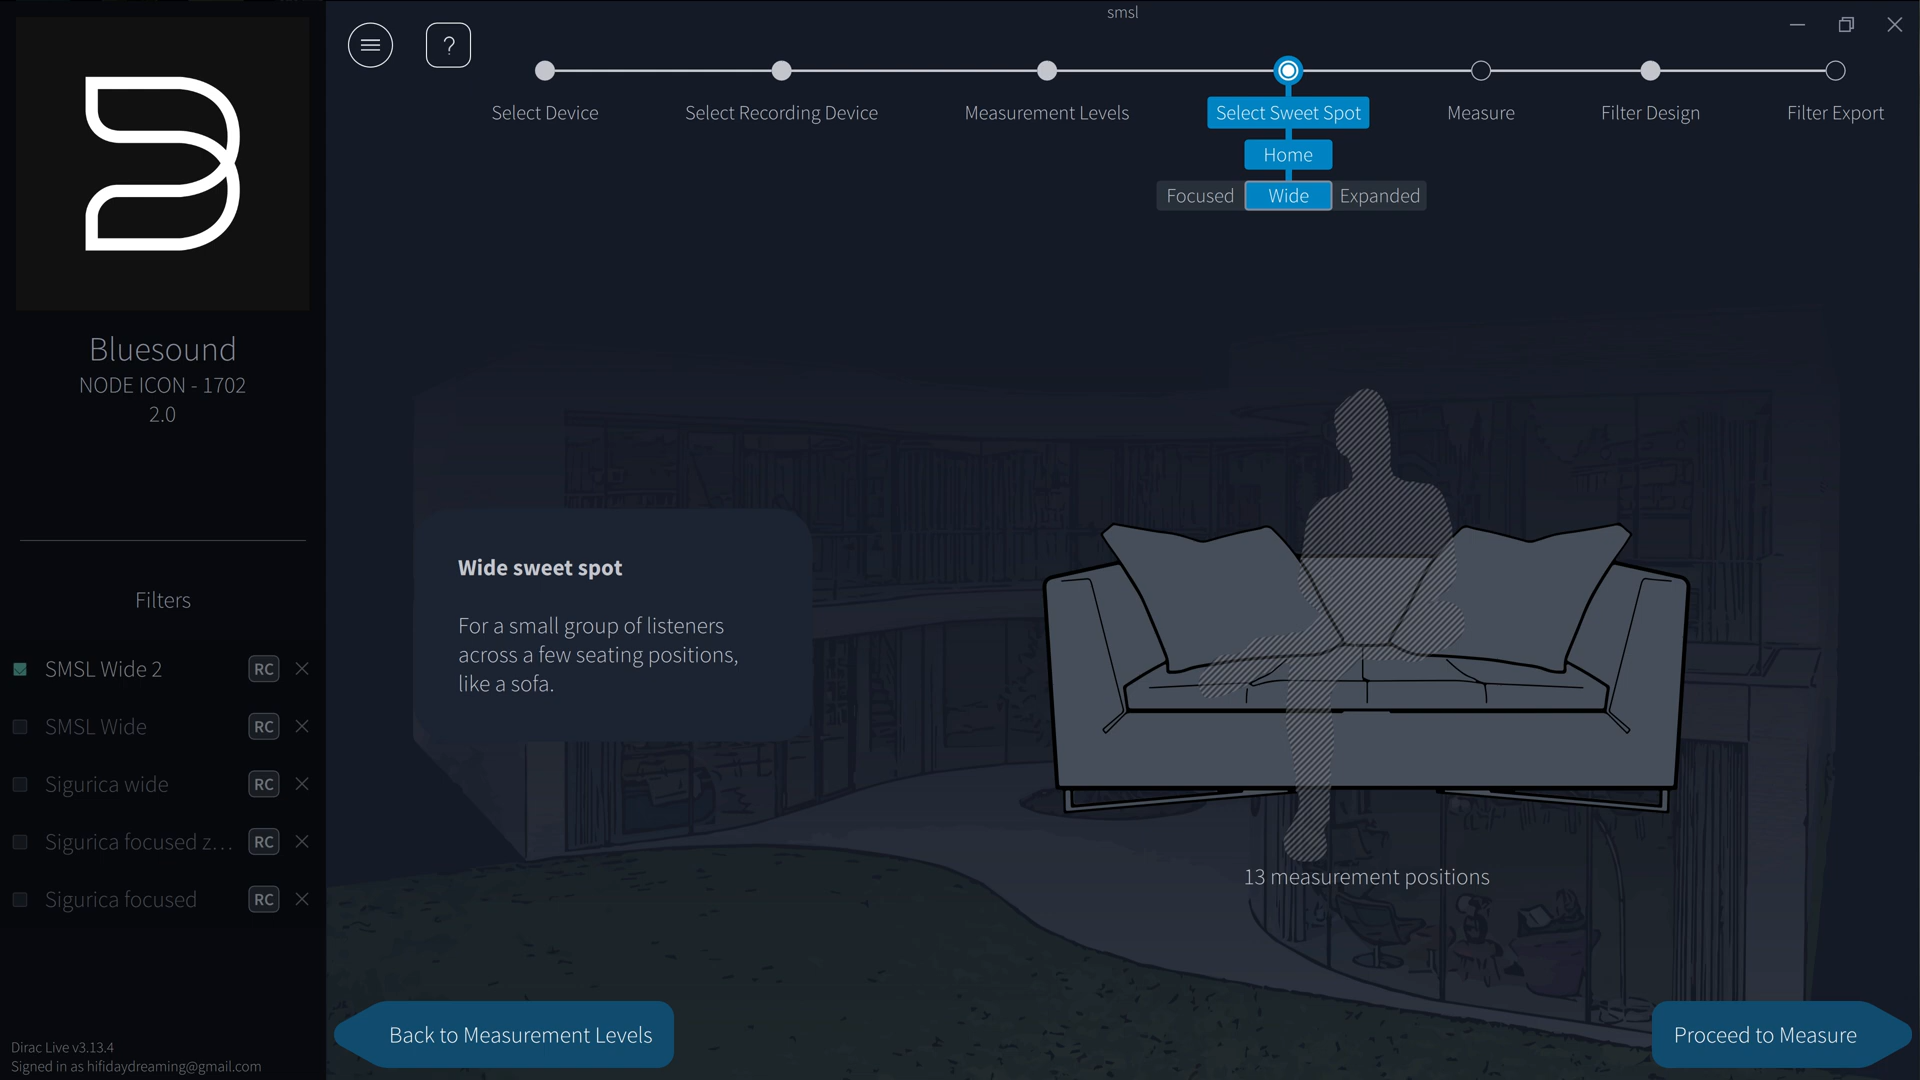 smsl
?
Select Device
Select Recording Device
Measurement Levels
Select Sweet Spot
Measure
Filter Design
Filter Export
Home
Focused
Wide
Expanded
Bluesound
NODE ICON - 1702
2.0
Filters
SMSL Wide 2 RC
SMSL Wide RC
Sigurica wide RC
Sigurica focused z... RC
Sigurica focused RC
Wide sweet spot
For a small group of listeners
across a few seating positions,
like a sofa.
13 measurement positions
Back to Measurement Levels
Proceed to Measure
Dirac Live v3.13.4
Signed in as hifidaydreaming@gmail.com